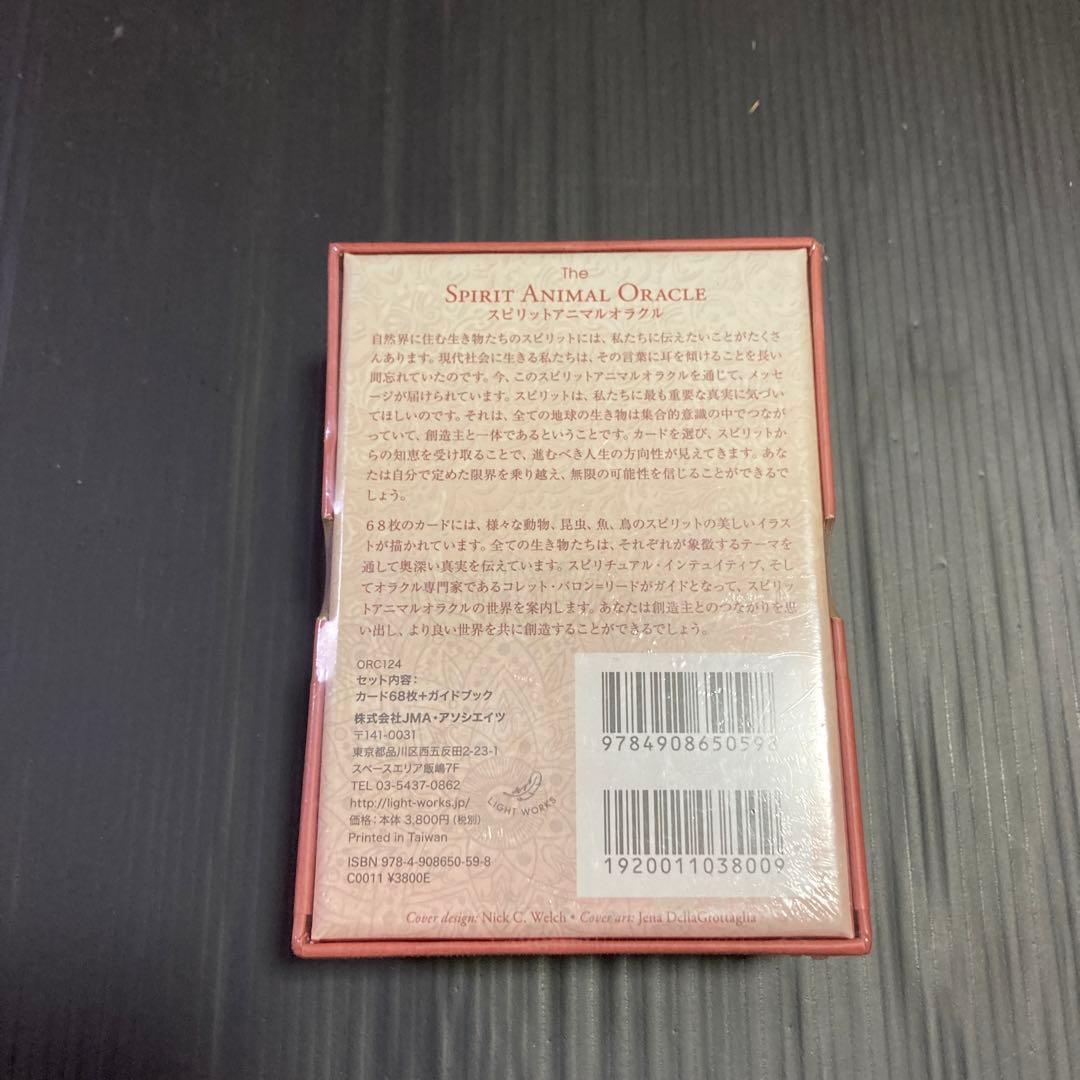 The
SPIRIT ANIMAL ORACLE
スピリットアニマルオラクル
自然界に住む生き物たちのスピリットには、私たちに伝えたいことがたくさ
んあります。現代社会に生きる私たちは、その言葉に耳を傾けることを長い
間忘れていたのです。今、このスピリットアニマルオラクルを通じて、メッセ
ージが届けられています。スピリットは、私たちに最も重要な真実に気づい
てほしいのです。それは、全ての地球の生き物は集合的意識の中でつなが
っていて、創造主と一体であるということです。カードを選び、スピリットか
らの知恵を受け取ることで、進むべき人生の方向性が見えてきます。あな
たは自分で定めた限界を乗り越え、無限の可能性を信じることができるで
しょう。
68枚のカードには、様々な動物、昆虫、魚、鳥のスピリットの美しいイラス
トが描かれています。全ての生き物たちは、それぞれが象徴するテーマを
通して奥深い真実を伝えています。スピリチュアル・インテュイティブ、そし
てオラクル専門家であるコレット・バロン=リードがガイドとなって、スピリッ
トアニマルオラクルの世界を案内します。あなたは創造主とのつながりを思
い出し、より良い世界を共に創造することができるでしょう。
ORC124
セット内容:
カード68枚+ガイドブック
株式会社JMA・アソシエイツ
〒141-0031
東京都品川区西五反田2-23-1
スペースエリア飯嶋7F
TEL 03-5437-0862
http://light-works.jp/
価格:本体 3,800円(税別)
Printed in Taiwan
ISBN 978-4-908650-59-8
C0011 ¥3800E
LIGHT WORKS
9784908650598
1920011038009
Cover design: Nick C. Welch • Cover art: Jena DellaGrottaglia